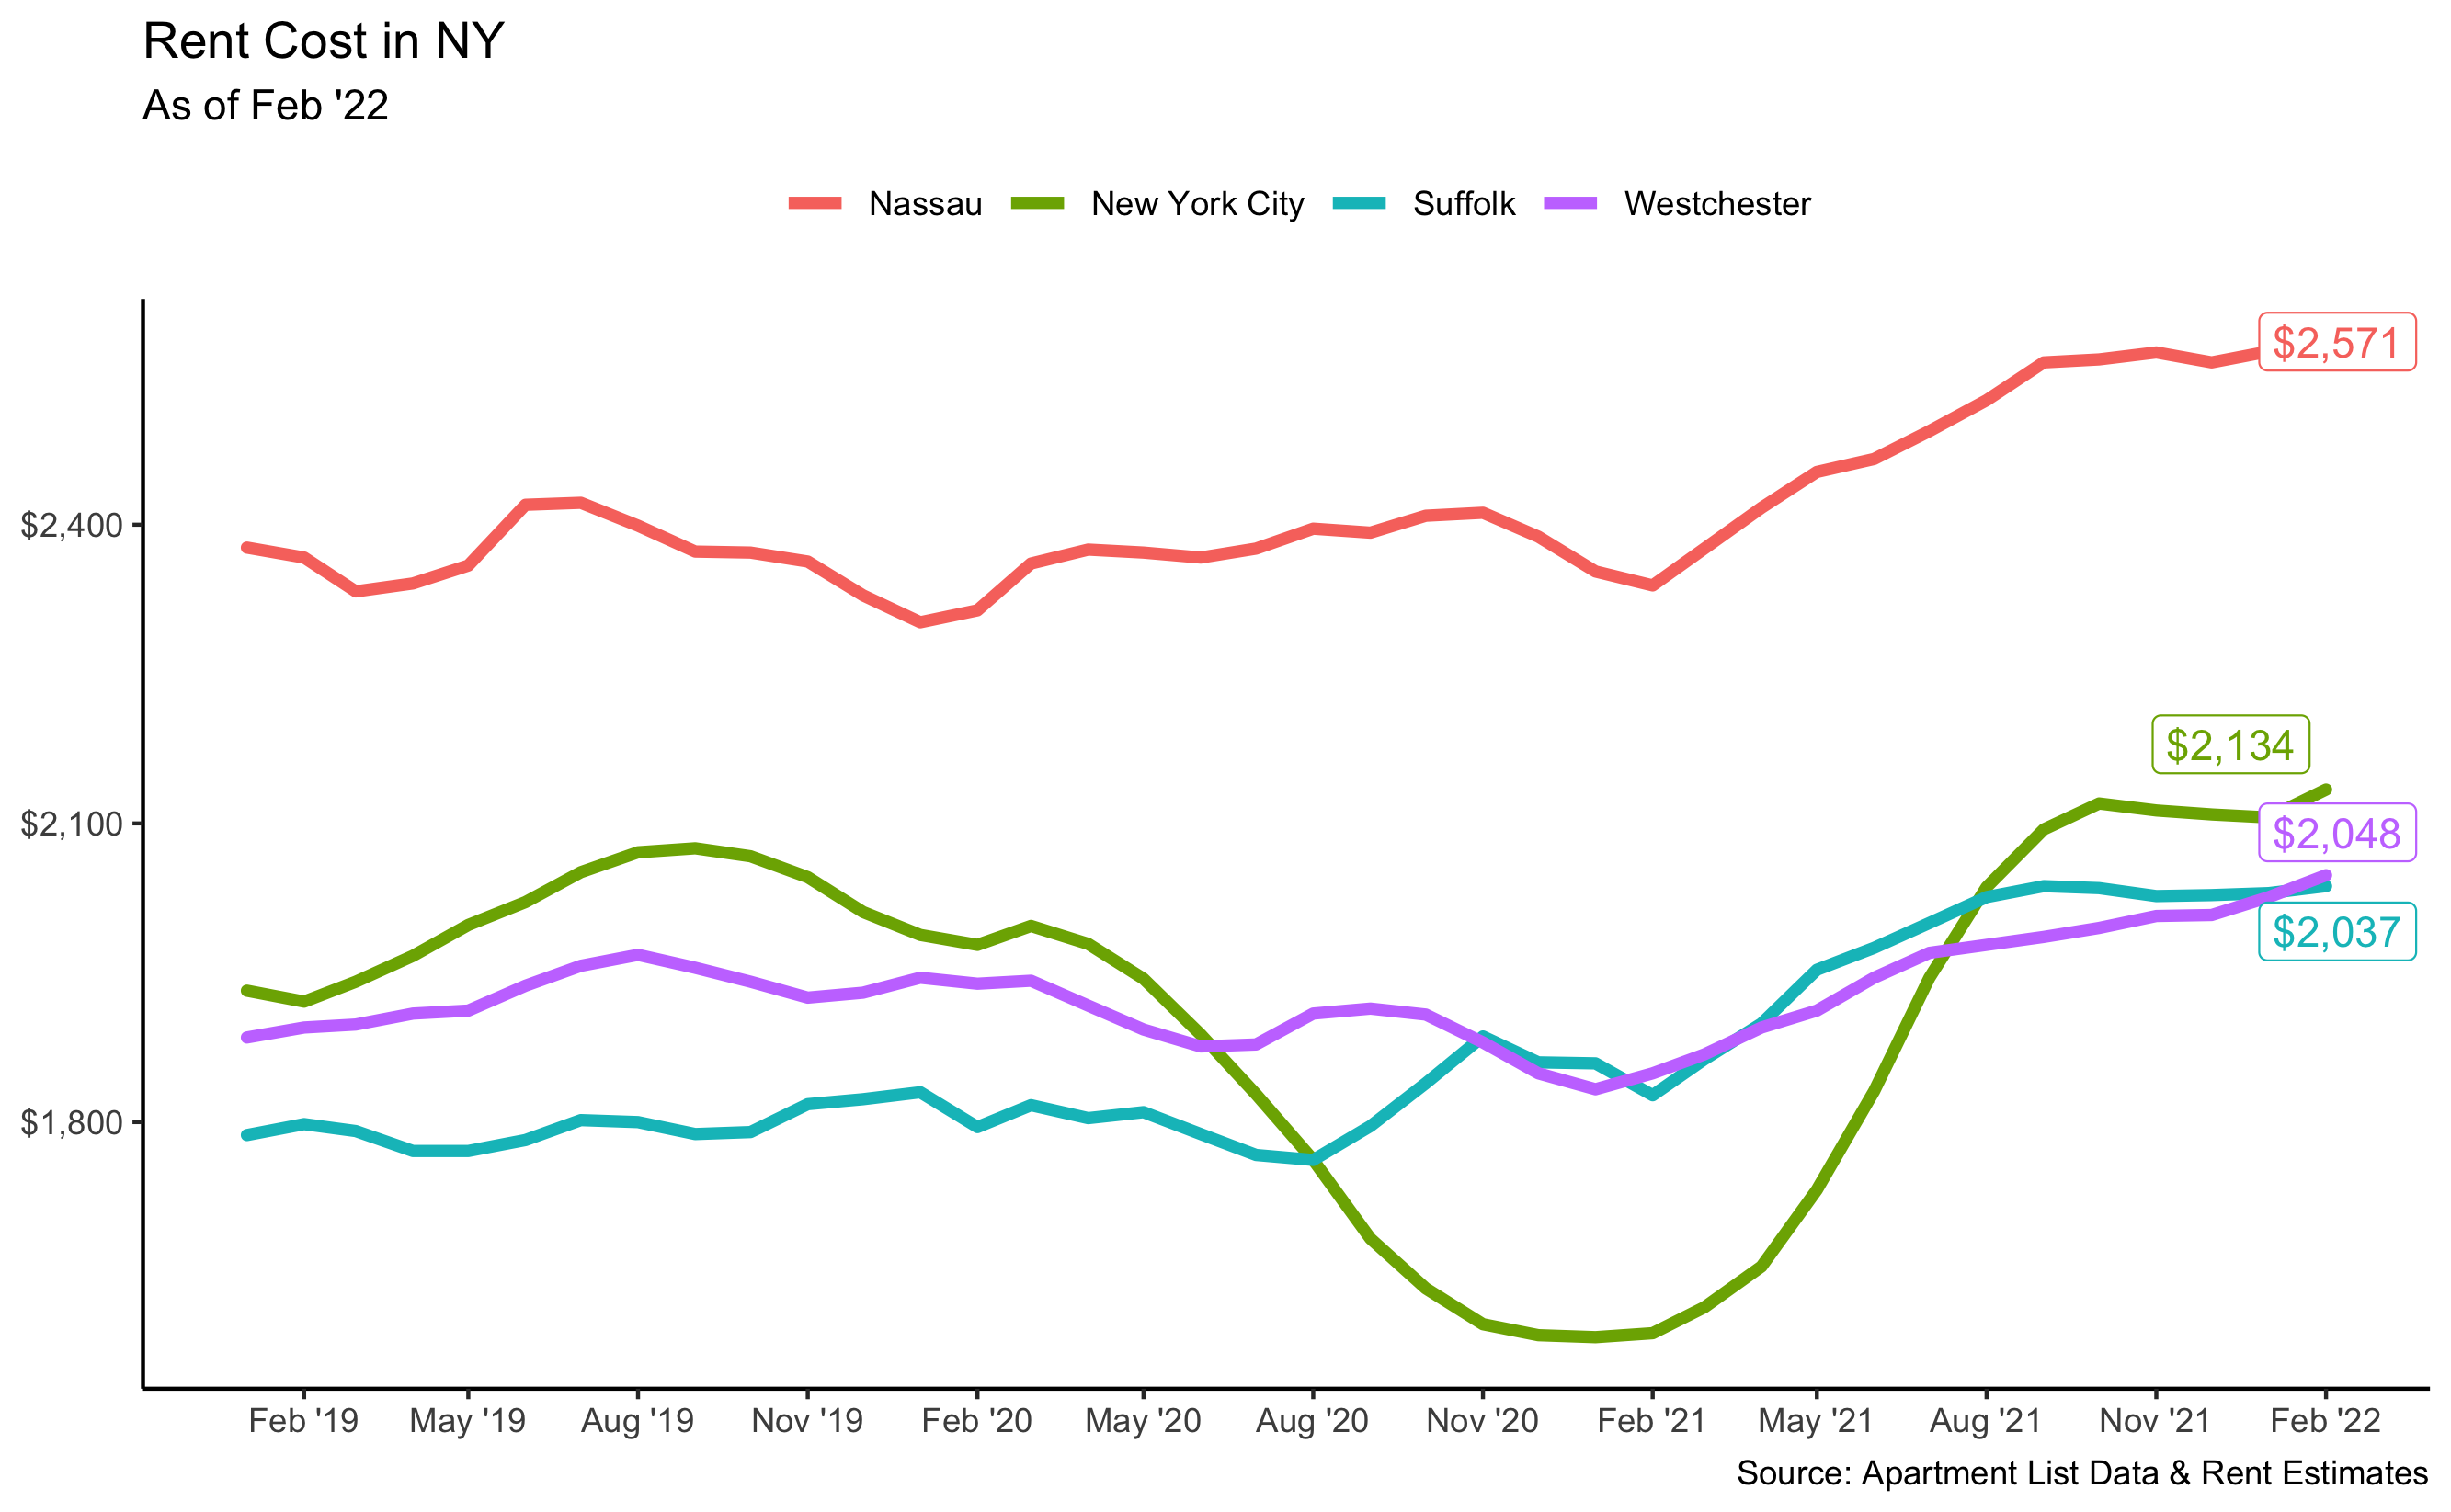 Rent Cost in NY
As of Feb '22
Nassau New York City Suffolk Westchester
$2,571
$2,400
$2,134
$2,100
$2,048
$2,037
$1,800
Feb '19 May '19 Aug '19 Nov '19 Feb '20 May '20 Aug '20 Nov '20 Feb '21 May '21 Aug '21 Nov '21 Feb '22
Source: Apartment List Data & Rent Estimates